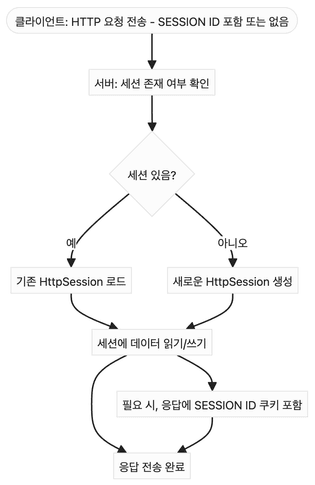 클라이언트: HTTP 요청 전송 - SESSION ID 포함 또는 없음
서버: 세션 존재 여부 확인
세션 있음?
예
아니오
기존 HttpSession 로드
새로운 HttpSession 생성
세션에 데이터 읽기/쓰기
필요 시, 응답에 SESSION ID 쿠키 포함
응답 전송 완료